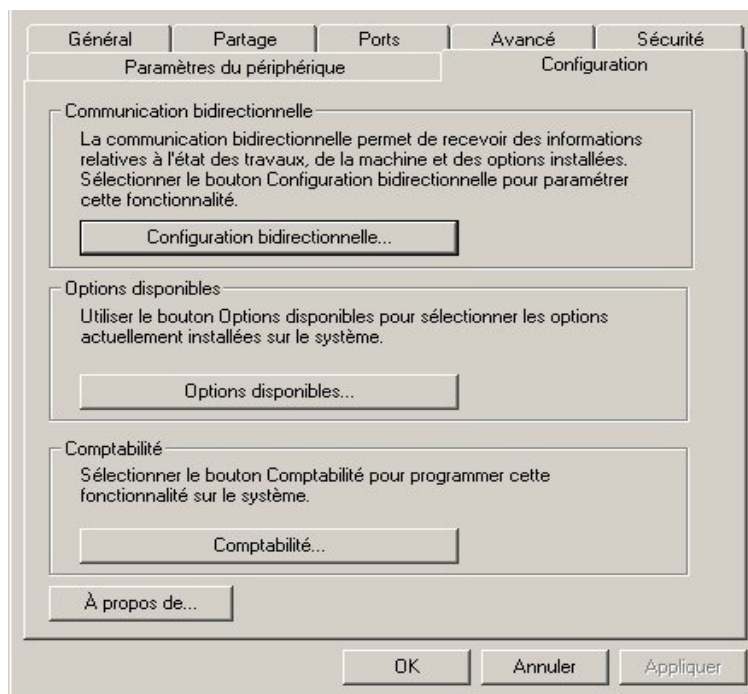 Général Partage Ports Avancé Sécurité
Paramètres du périphérique Configuration
Communication bidirectionnelle
La communication bidirectionnelle permet de recevoir des informations
relatives à l'état des travaux, de la machine et des options installées.
Sélectionner le bouton Configuration bidirectionnelle pour paramétrer
cette fonctionnalité.
Configuration bidirectionnelle...
Options disponibles
Utiliser le bouton Options disponibles pour sélectionner les options
actuellement installées sur le système.
Options disponibles...
Comptabilité
Sélectionner le bouton Comptabilité pour programmer cette
fonctionnalité sur le système.
Comptabilité...
À propos de...
OK Annuler Appliquer